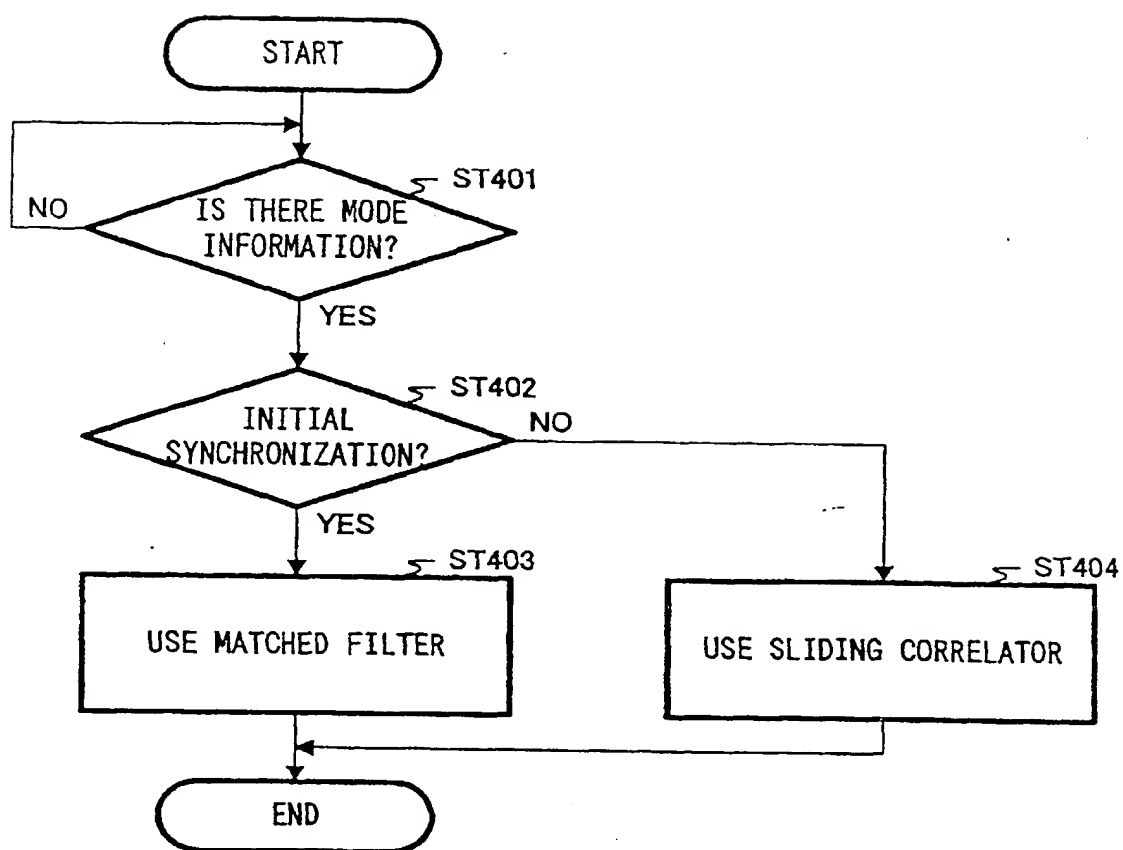 START
ST401
NO
IS THERE MODE
INFORMATION?
YES
ST402
INITIAL
SYNCHRONIZATION?
NO
YES
ST403
ST404
USE MATCHED FILTER
USE SLIDING CORRELATOR
END